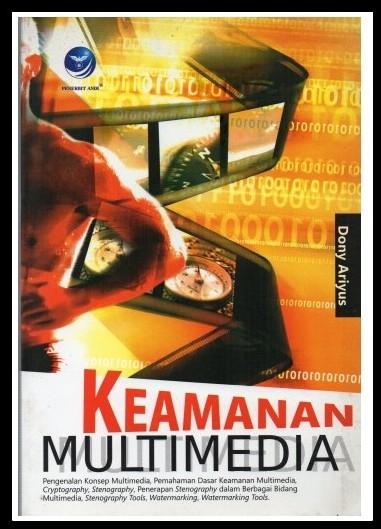 PENERBIT ANDI
Dony Ariyus
KEAMANAN
MULTIMEDIA
Pengenalan Konsep Multimedia, Pemahaman Dasar Keamanan Multimedia,
Cryptography, Stenography, Penerapan Stenography dalam Berbagai Bidang
Multimedia, Stenography Tools, Watermarking, Watermarking Tools.